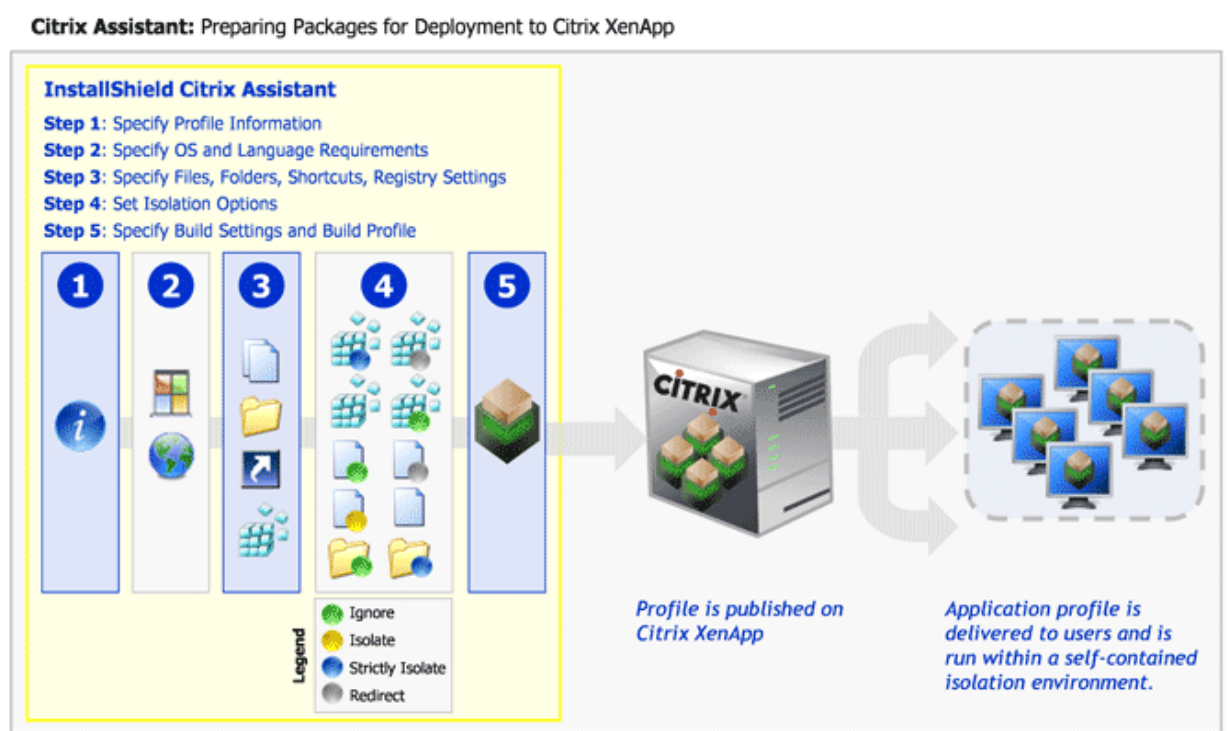 Citrix Assistant: Preparing Packages for Deployment to Citrix XenApp
InstallShield Citrix Assistant
Step 1: Specify Profile Information
Step 2: Specify OS and Language Requirements
Step 3: Specify Files, Folders, Shortcuts, Registry Settings
Step 4: Set Isolation Options
Step 5: Specify Build Settings and Build Profile
1
2
3
4
5
i
CITRIX
Legend
Ignore
Isolate
Strictly Isolate
Redirect
Profile is published on
Citrix XenApp
Application profile is
delivered to users and is
run within a self-contained
isolation environment.